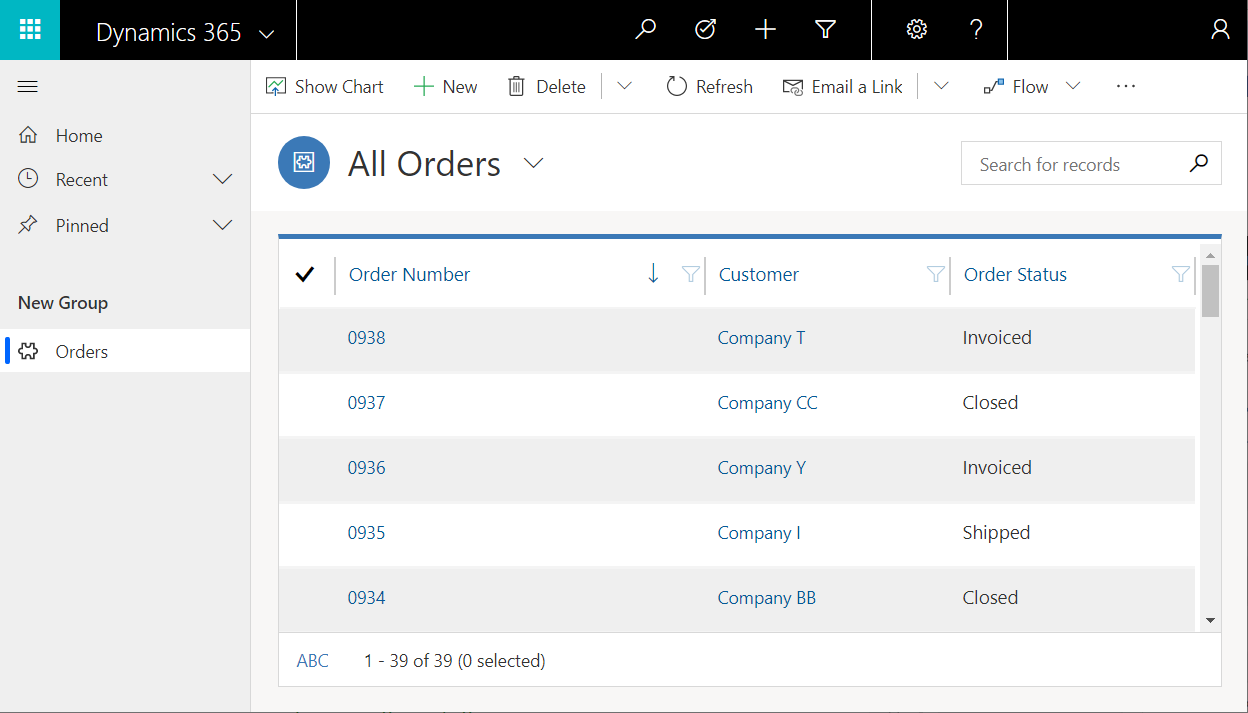 Dynamics 365
Show Chart New Delete Refresh Email a Link Flow
Home
Recent
Pinned
New Group
Orders
All Orders
Search for records
Order Number Customer Order Status
0938 Company T Invoiced
0937 Company CC Closed
0936 Company Y Invoiced
0935 Company I Shipped
0934 Company BB Closed
ABC 1 - 39 of 39 (0 selected)